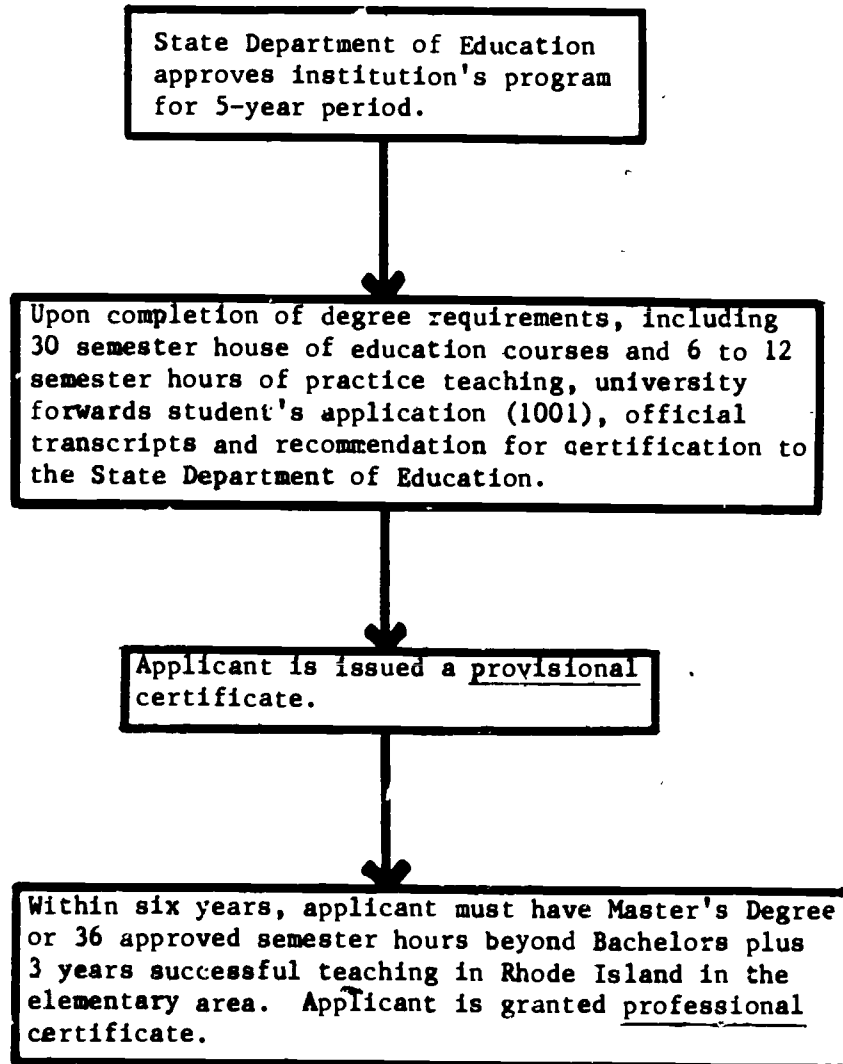 State Department of Education
approves institution's program
for 5-year period.
Upon completion of degree requirements, including
30 semester house of education courses and 6 to 12
semester hours of practice teaching, university
forwards student's application (1001), official
transcripts and recommendation for certification to
the State Department of Education.
Applicant is issued a provisional
certificate.
Within six years, applicant must have Master's Degree
or 36 approved semester hours beyond Bachelors plus
3 years successful teaching in Rhode Island in the
elementary area.  Applicant is granted professional
certificate.